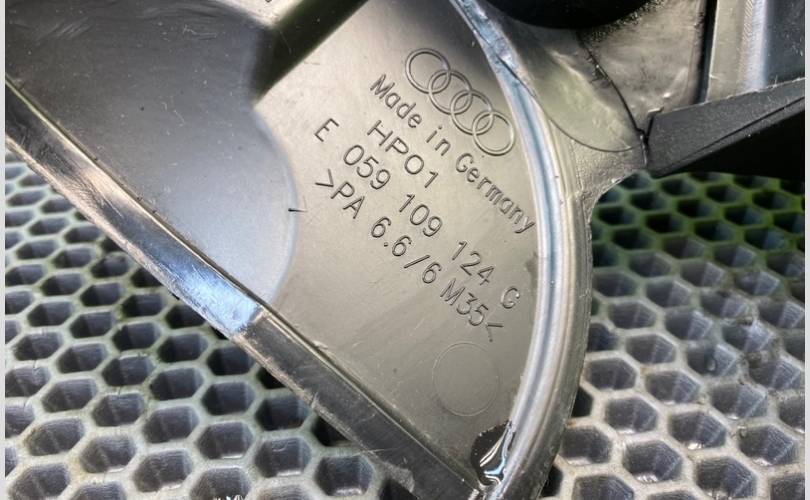 Made in Germany
HP01
E 059 109 124 G
>PA 6.6/6 M35<